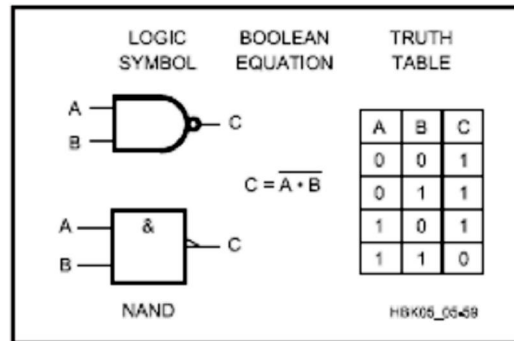 LOGIC SYMBOL BOOLEAN EQUATION TRUTH TABLE
A
B
C
C = \overline{A • B}
A
B
&
C
NAND
A B C
0 0 1
0 1 1
1 0 1
1 1 0
HBK05_05-59